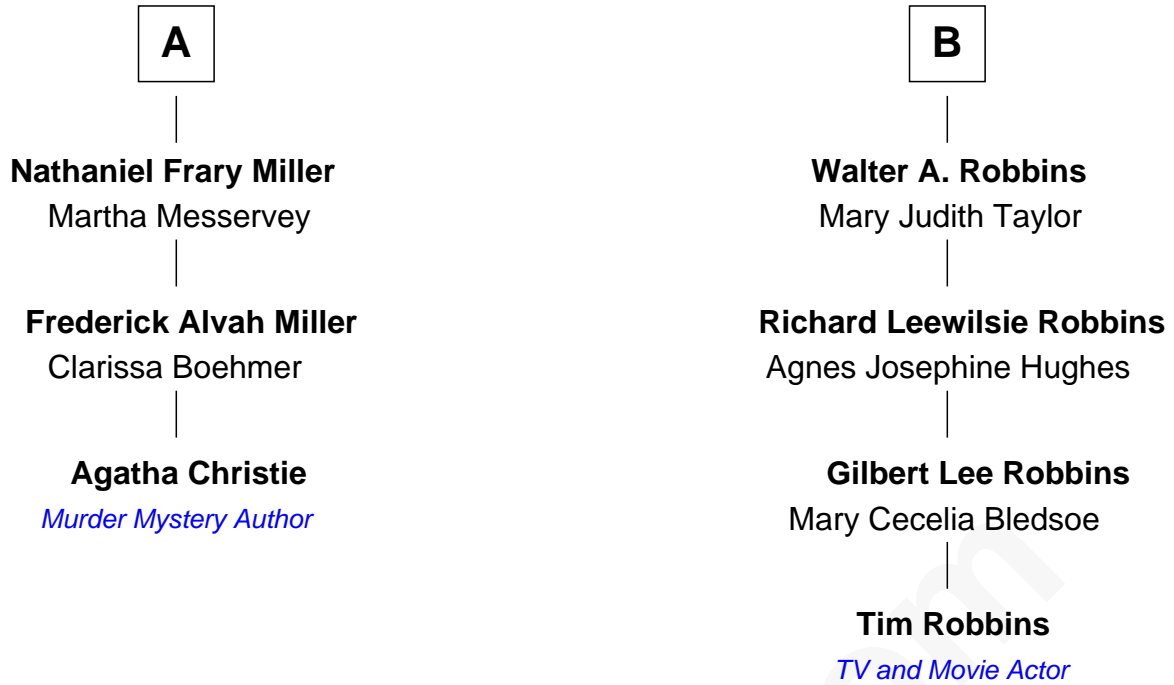 A
Nathaniel Frary Miller
Martha Messervey
Frederick Alvah Miller
Clarissa Boehmer
Agatha Christie
Murder Mystery Author
B
Walter A. Robbins
Mary Judith Taylor
Richard Leewilsie Robbins
Agnes Josephine Hughes
Gilbert Lee Robbins
Mary Cecelia Bledsoe
Tim Robbins
TV and Movie Actor